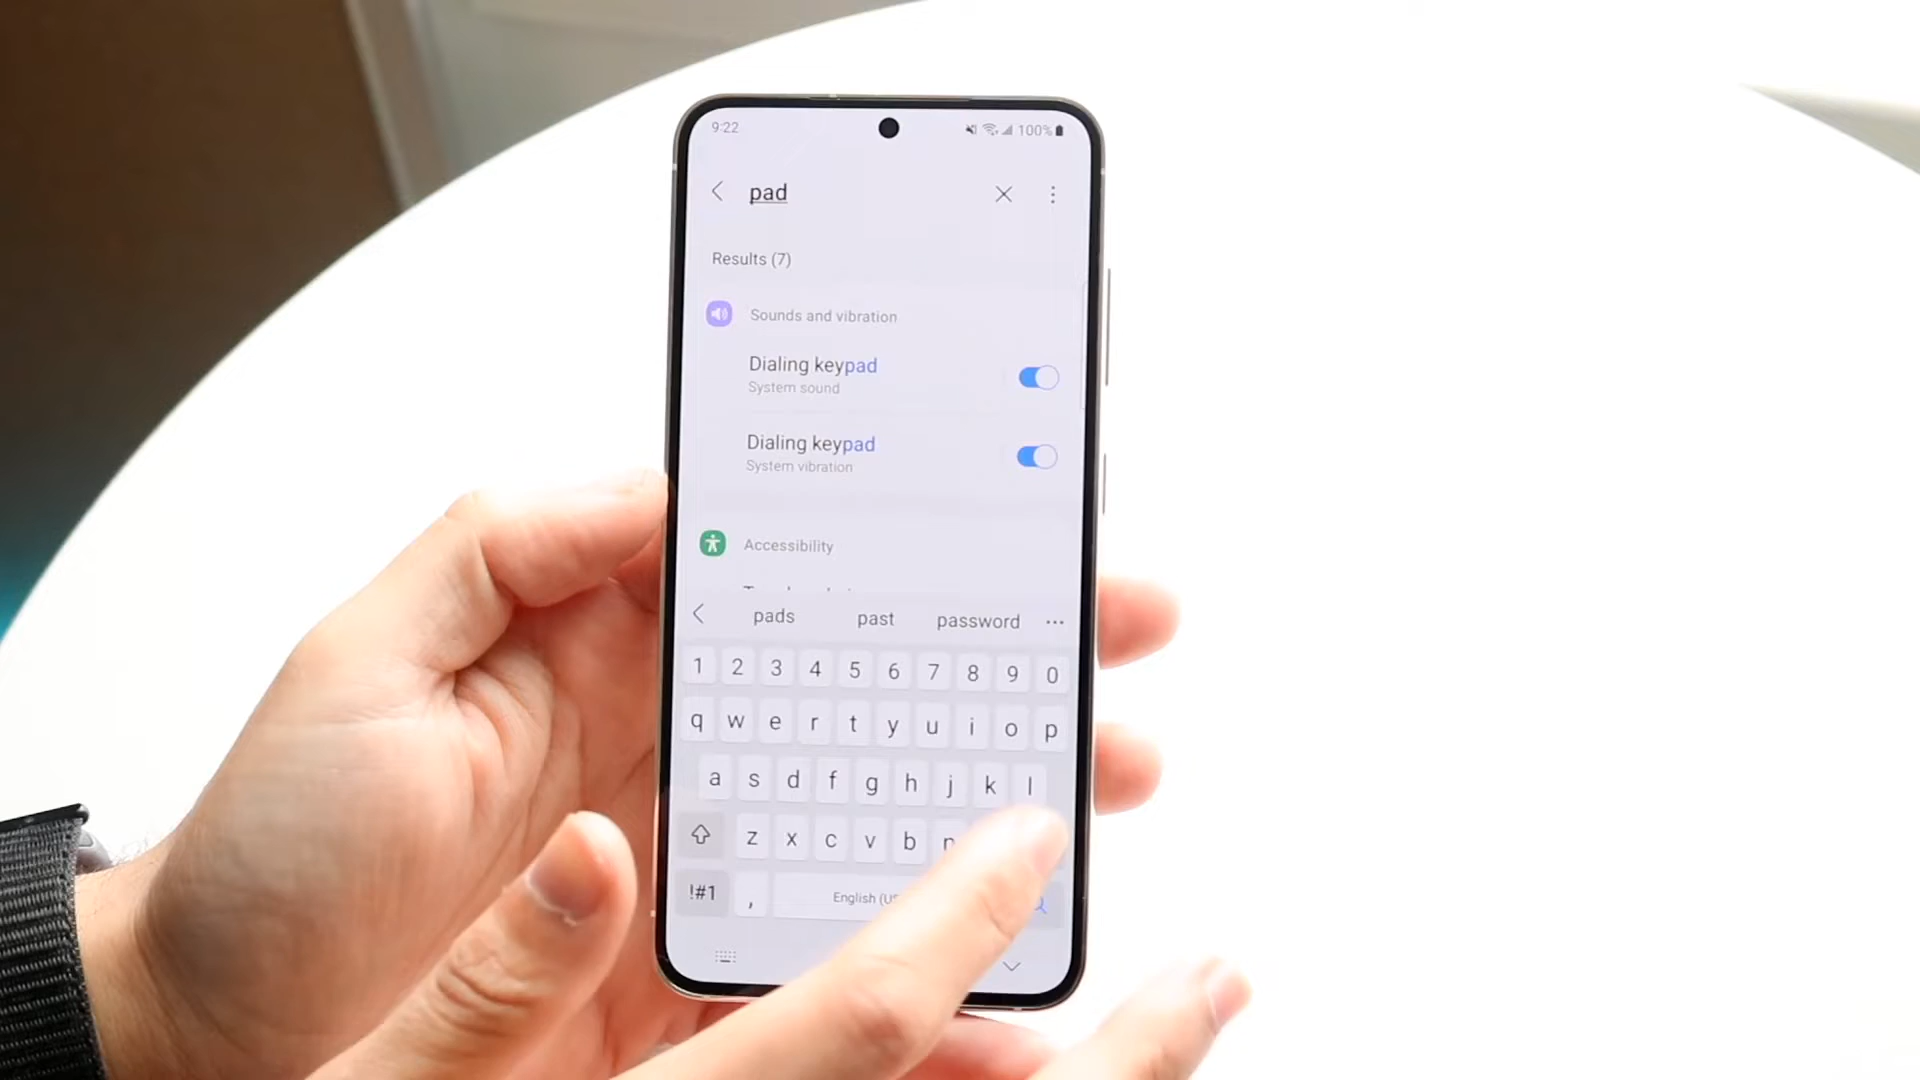 9:22
100%
pad
Results (7)
Sounds and vibration
Dialing keypad
System sound
Dialing keypad
System vibration
Accessibility
pads past password
1 2 3 4 5 6 7 8 9 0
q w e r t y u i o p
a s d f g h j k l
z x c v b
!#1 , English